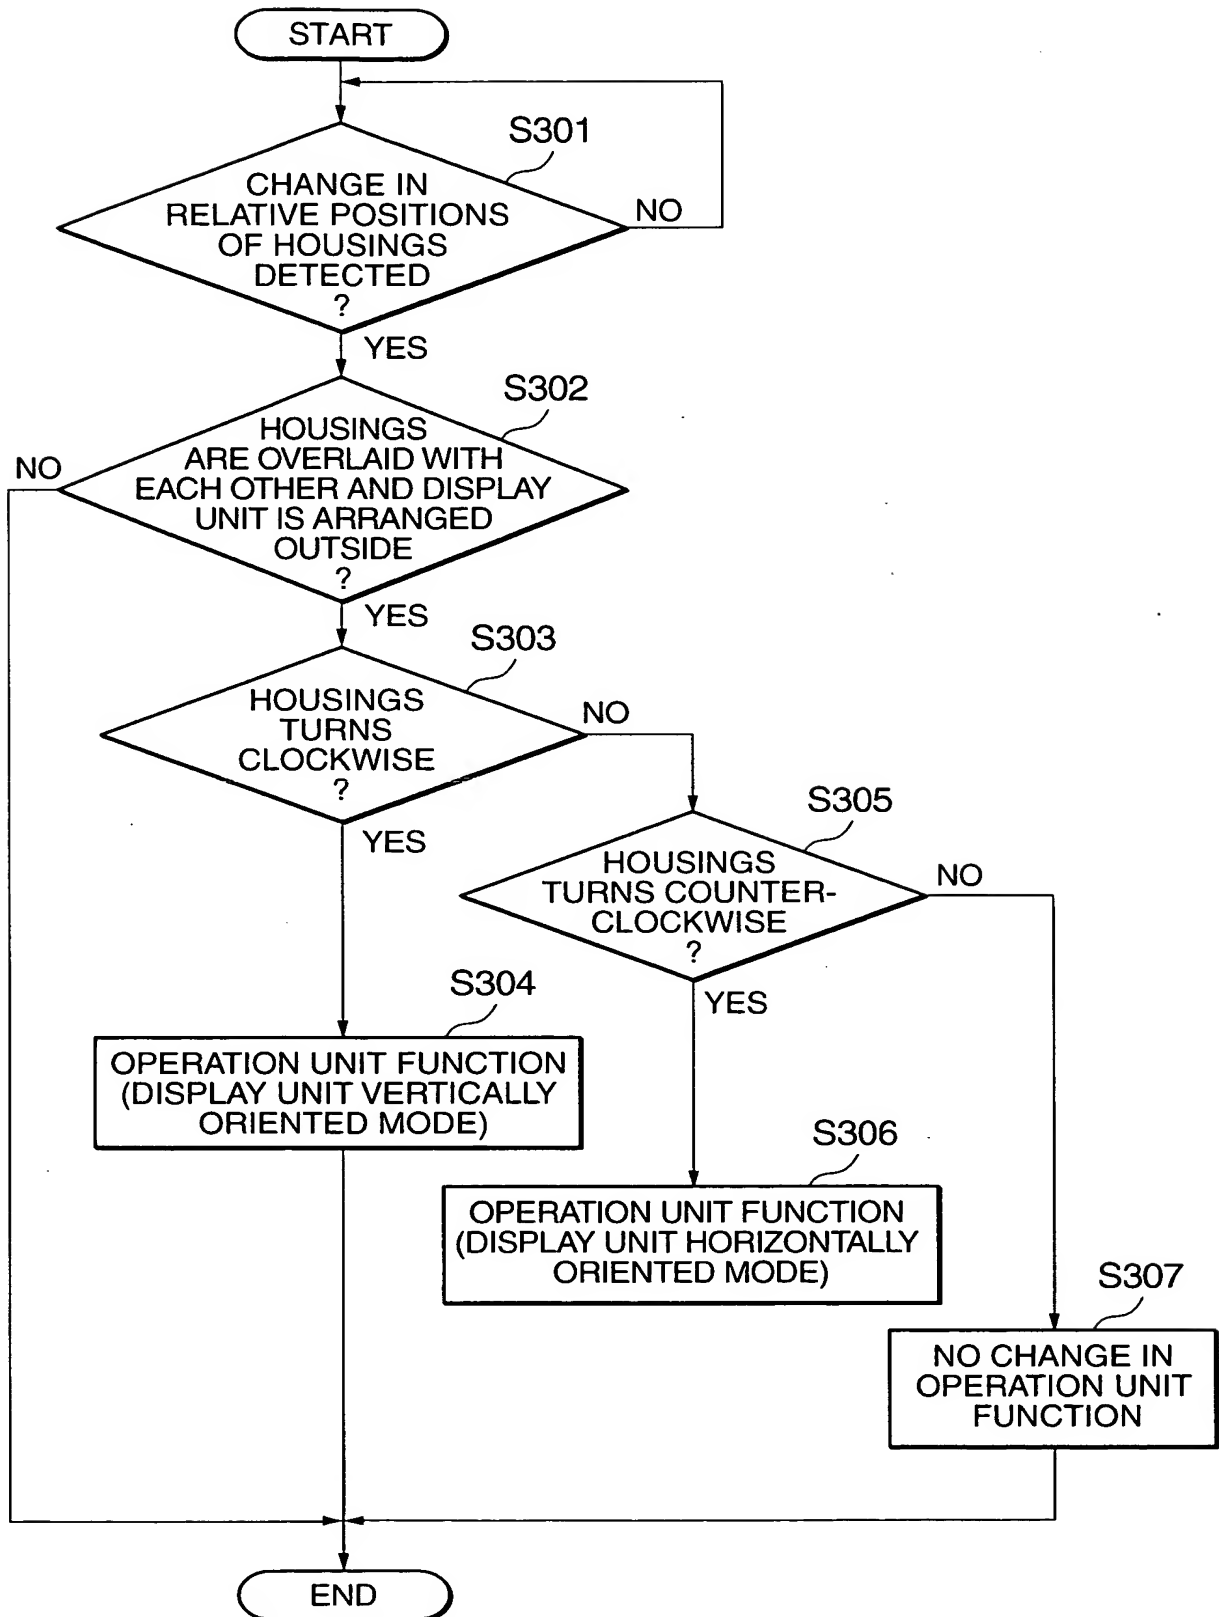 START
S301
CHANGE IN
RELATIVE POSITIONS
OF HOUSINGS
DETECTED
?
NO
YES
S302
HOUSINGS
ARE OVERLAID WITH
EACH OTHER AND DISPLAY
UNIT IS ARRANGED
OUTSIDE
?
NO
YES
S303
HOUSINGS
TURNS
CLOCKWISE
?
NO
YES
S305
HOUSINGS
TURNS COUNTER-
CLOCKWISE
?
NO
YES
S304
OPERATION UNIT FUNCTION
(DISPLAY UNIT VERTICALLY
ORIENTED MODE)
S306
OPERATION UNIT FUNCTION
(DISPLAY UNIT HORIZONTALLY
ORIENTED MODE)
S307
NO CHANGE IN
OPERATION UNIT
FUNCTION
END